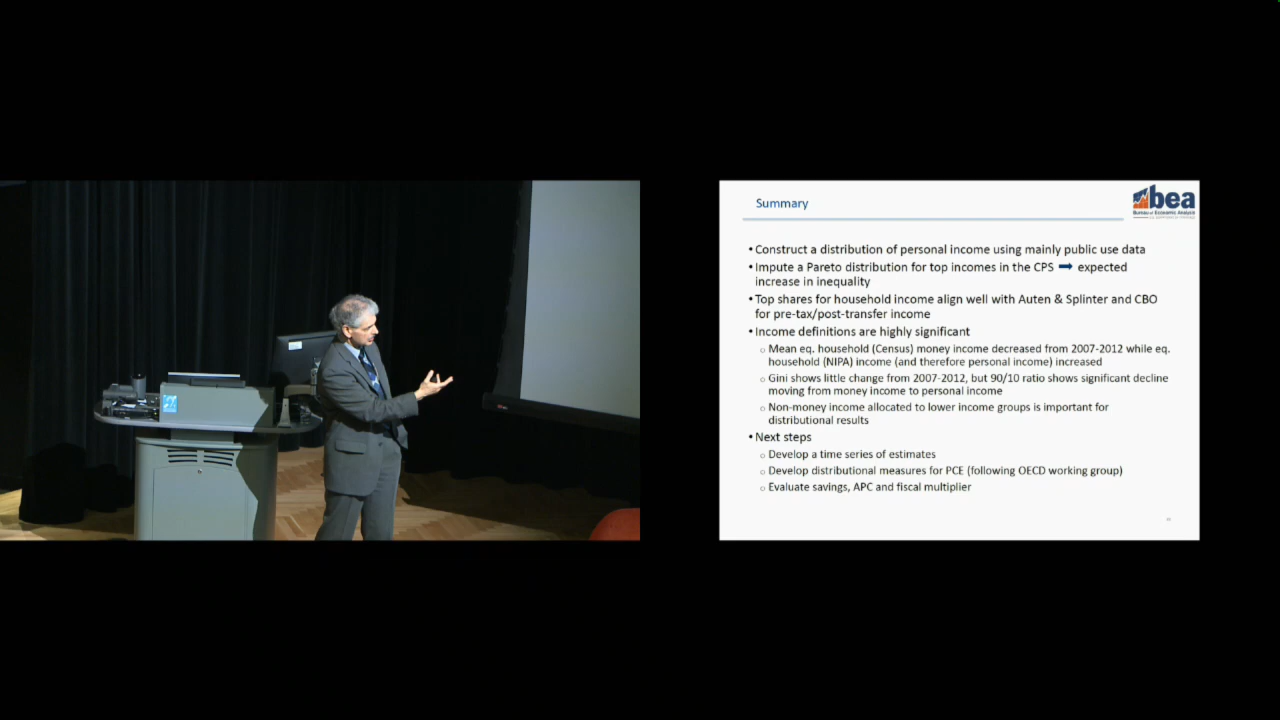 Summary
bea
Bureau of Economic Analysis
• Construct a distribution of personal income using mainly public use data
• Impute a Pareto distribution for top incomes in the CPS ➡ expected
increase in inequality
• Top shares for household income align well with Auten & Splinter and CBO
for pre-tax/post-transfer income
• Income definitions are highly significant
○ Mean eq. household (Census) money income decreased from 2007-2012 while eq.
household (NIPA) income (and therefore personal income) increased
○ Gini shows little change from 2007-2012, but 90/10 ratio shows significant decline
moving from money income to personal income
○ Non-money income allocated to lower income groups is important for
distributional results
• Next steps
○ Develop a time series of estimates
○ Develop distributional measures for PCE (following OECD working group)
○ Evaluate savings, APC and fiscal multiplier